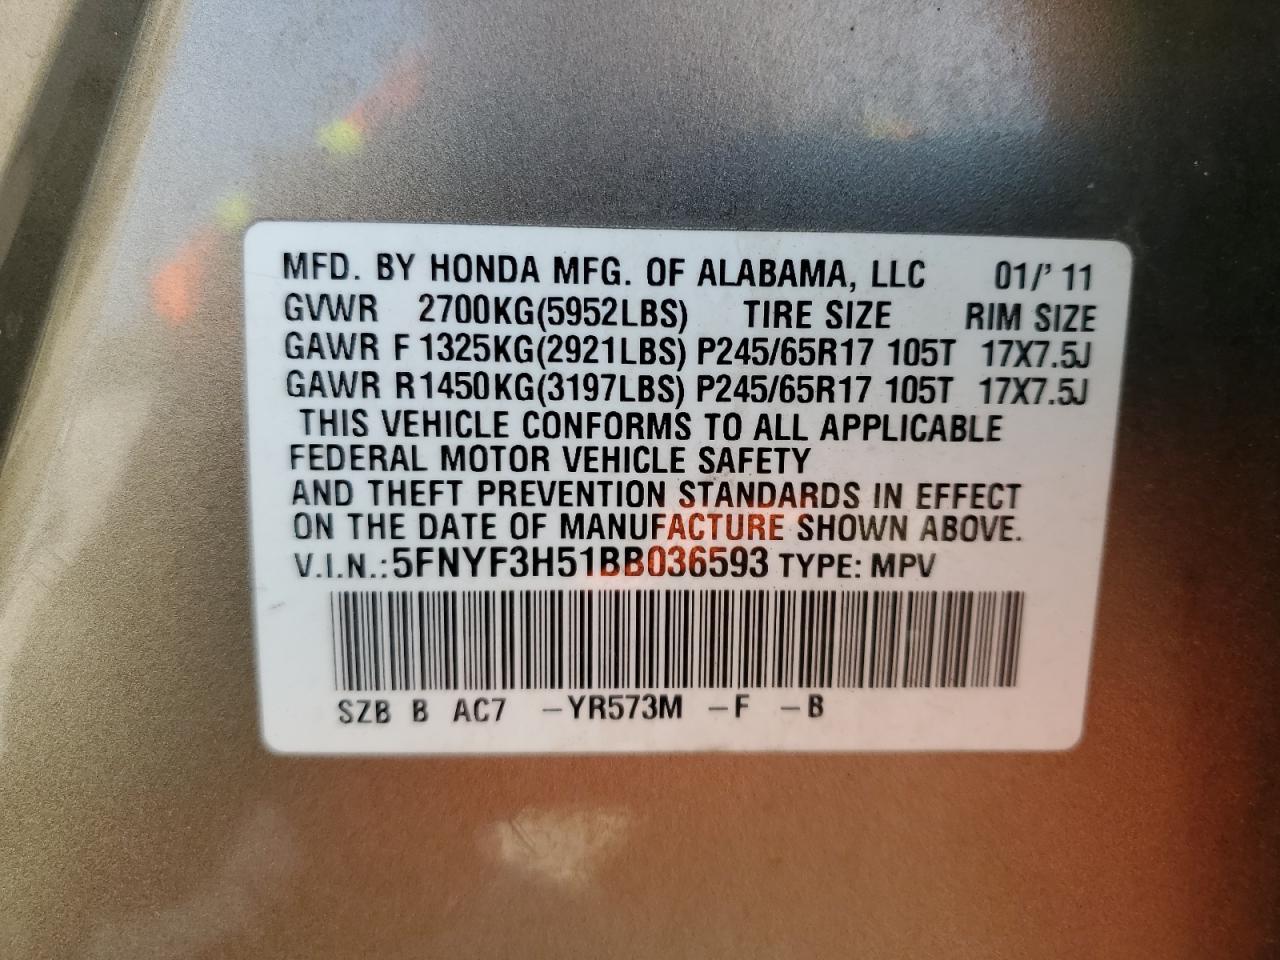 MFD. BY HONDA MFG. OF ALABAMA, LLC 01/'11
GVWR 2700KG(5952LBS) TIRE SIZE RIM SIZE
GAWR F 1325KG(2921LBS) P245/65R17 105T 17X7.5J
GAWR R1450KG(3197LBS) P245/65R17 105T 17X7.5J
THIS VEHICLE CONFORMS TO ALL APPLICABLE
FEDERAL MOTOR VEHICLE SAFETY
AND THEFT PREVENTION STANDARDS IN EFFECT
ON THE DATE OF MANUFACTURE SHOWN ABOVE.
V.I.N.:5FNYF3H51BB036593 TYPE: MPV
SZB B AC7 –YR573M –F –B